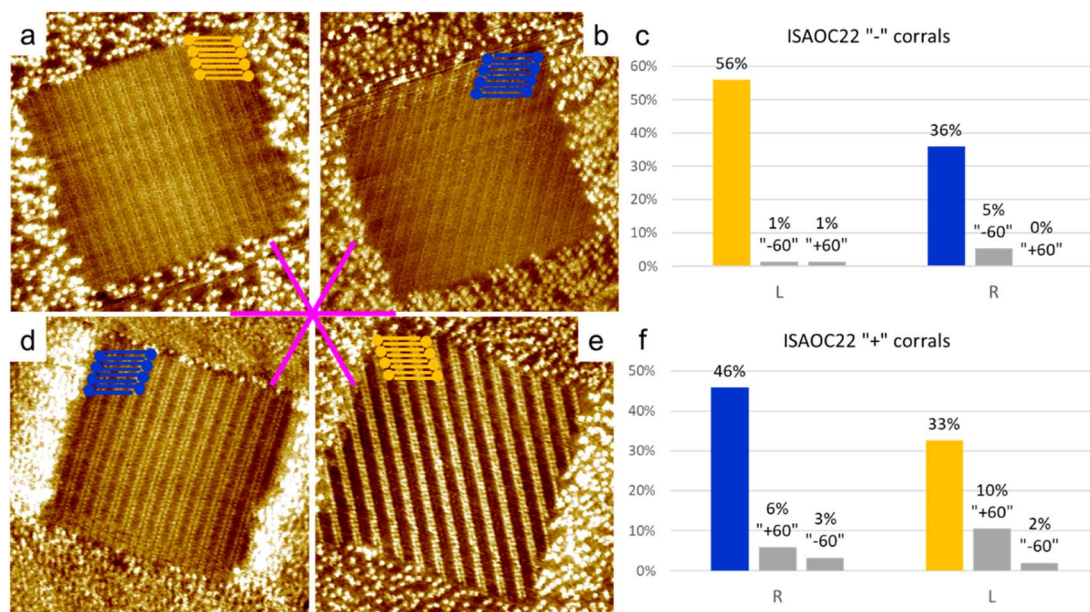 a
b
c
ISAOC22 "-" corrals
60%
50%
40%
30%
20%
10%
0%
56%
1%
"-60"
1%
"+60"
36%
5%
"-60"
0%
"+60"
L
R
d
e
f
ISAOC22 "+" corrals
50%
40%
30%
20%
10%
0%
46%
6%
"+60"
3%
"-60"
33%
10%
"+60"
2%
"-60"
R
L